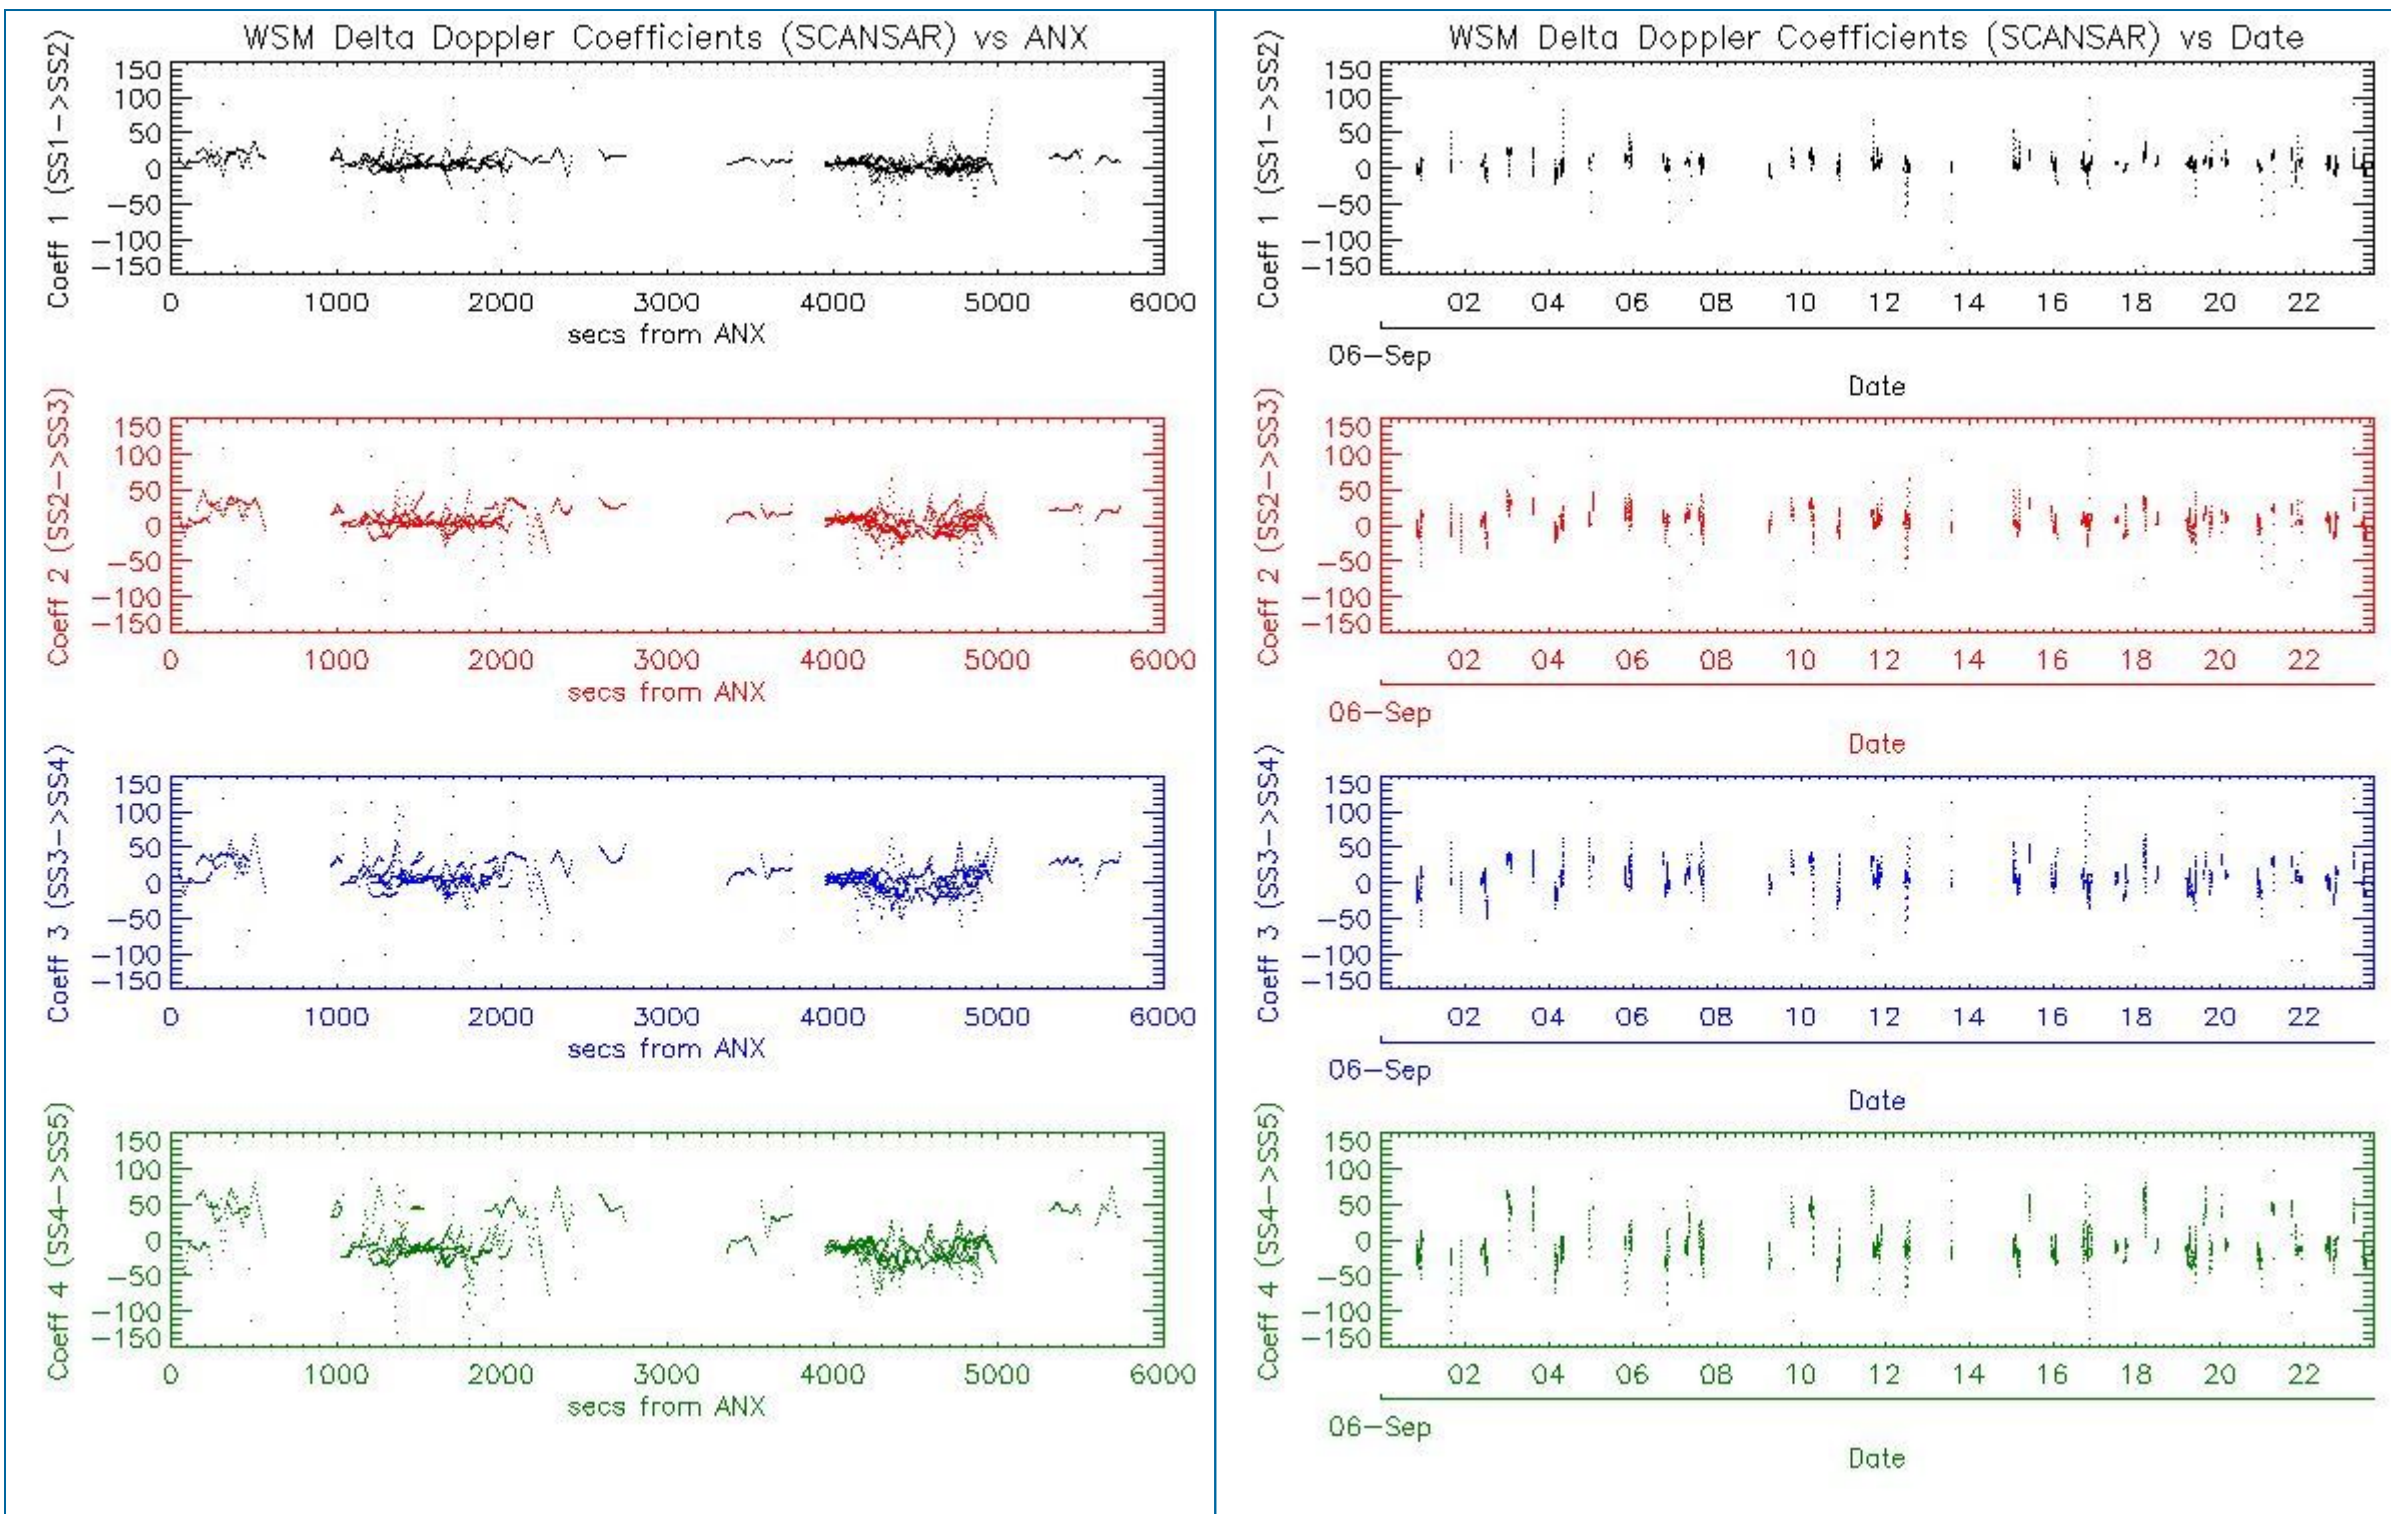 WSM Delta Doppler Coefficients (SCANSAR) vs ANX
Coeff 1 (SS1->SS2)
150
100
50
0
-50
-100
-150
0 1000 2000 3000 4000 5000 6000
secs from ANX
Coeff 2 (SS2->SS3)
150
100
50
0
-50
-100
-150
0 1000 2000 3000 4000 5000 6000
secs from ANX
Coeff 3 (SS3->SS4)
150
100
50
0
-50
-100
-150
0 1000 2000 3000 4000 5000 6000
secs from ANX
Coeff 4 (SS4->SS5)
150
100
50
0
-50
-100
-150
0 1000 2000 3000 4000 5000 6000
secs from ANX
WSM Delta Doppler Coefficients (SCANSAR) vs Date
Coeff 1 (SS1->SS2)
150
100
50
0
-50
-100
-150
02 04 06 08 10 12 14 16 18 20 22
06-Sep
Date
Coeff 2 (SS2->SS3)
150
100
50
0
-50
-100
-150
02 04 06 08 10 12 14 16 18 20 22
06-Sep
Date
Coeff 3 (SS3->SS4)
150
100
50
0
-50
-100
-150
02 04 06 08 10 12 14 16 18 20 22
06-Sep
Date
Coeff 4 (SS4->SS5)
150
100
50
0
-50
-100
-150
02 04 06 08 10 12 14 16 18 20 22
06-Sep
Date